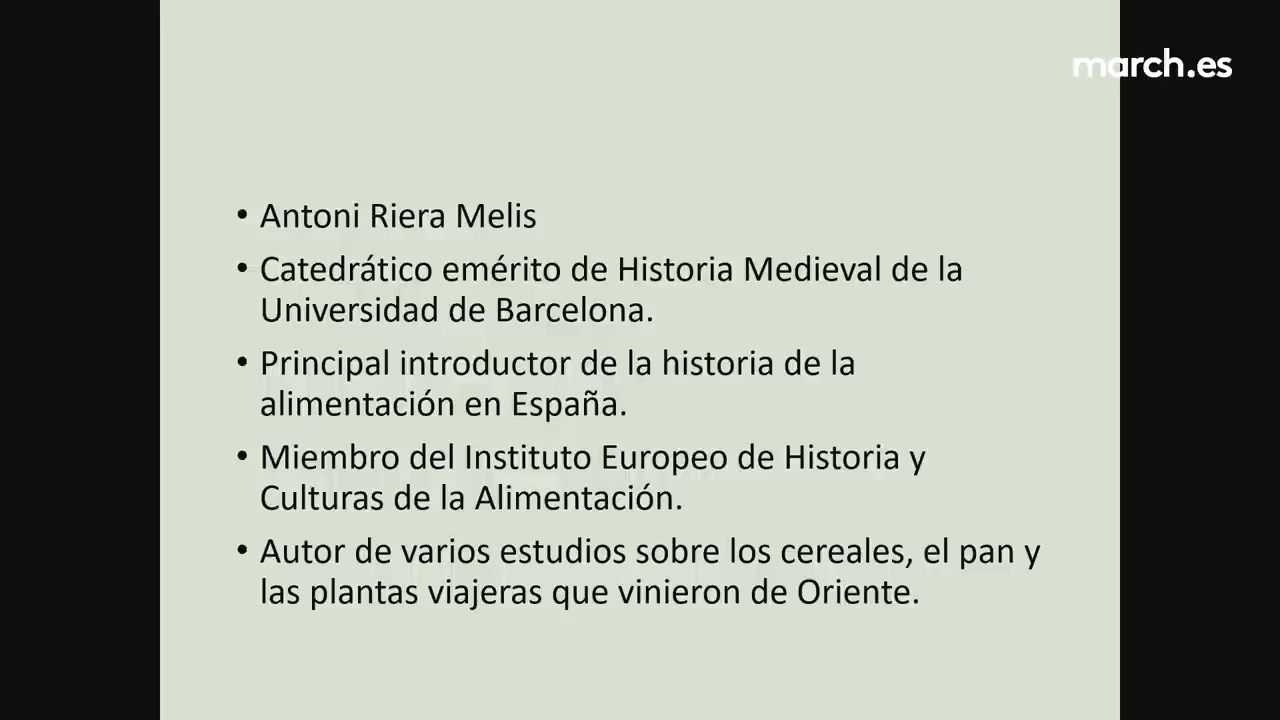 march.es
• Antoni Riera Melis
• Catedrático emérito de Historia Medieval de la
Universidad de Barcelona.
• Principal introductor de la historia de la
alimentación en España.
• Miembro del Instituto Europeo de Historia y
Culturas de la Alimentación.
• Autor de varios estudios sobre los cereales, el pan y
las plantas viajeras que vinieron de Oriente.